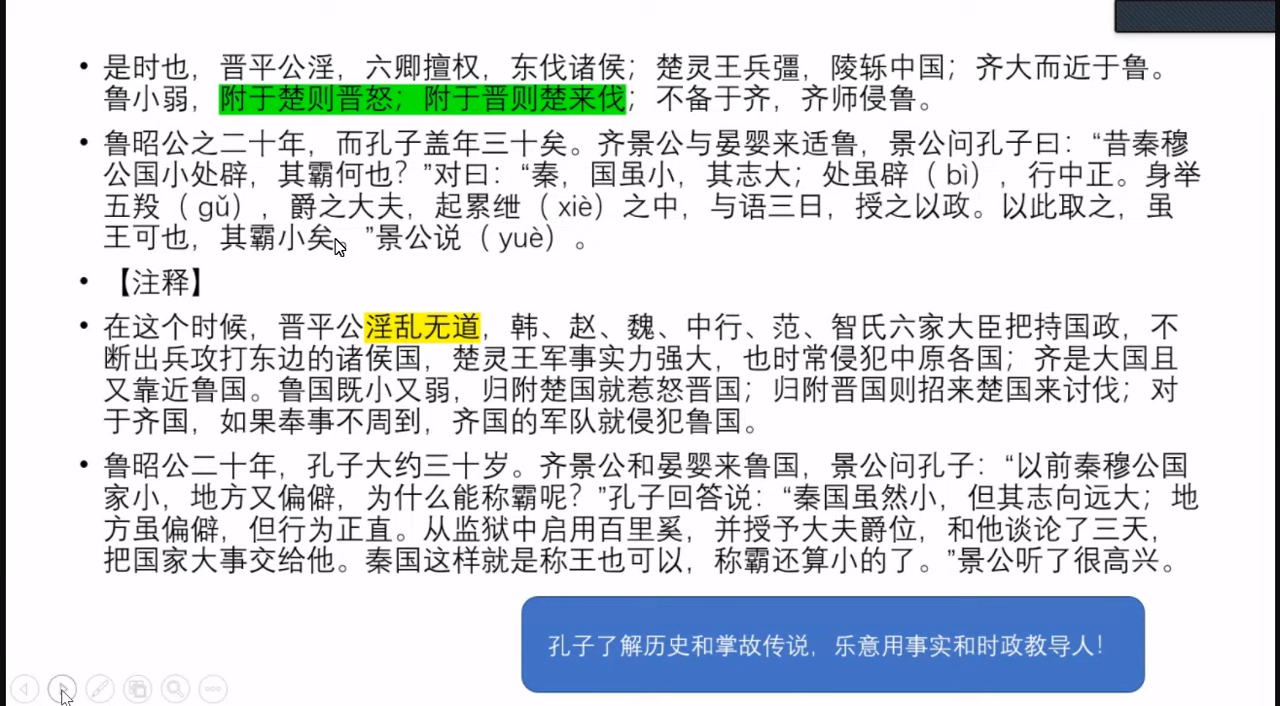 • 是时也，晋平公淫，六卿擅权，东伐诸侯；楚灵王兵彊，陵轹中国；齐大而近于鲁。
鲁小弱，附于楚则晋怒；附于晋则楚来伐；不备于齐，齐师侵鲁。
• 鲁昭公之二十年，而孔子盖年三十矣。齐景公与晏婴来适鲁，景公问孔子曰：“昔秦穆
公国小处辟，其霸何也？”对曰：“秦，国虽小，其志大；处虽辟（ bì），行中正。身举
五羖（ gǔ），爵之大夫，起累绁（ xiè）之中，与语三日，授之以政。以此取之，虽
王可也，其霸小矣。”景公说（ yuè）。
• 【注释】
• 在这个时候，晋平公淫乱无道，韩、赵、魏、中行、范、智氏六家大臣把持国政，不
断出兵攻打东边的诸侯国，楚灵王军事实力强大，也时常侵犯中原各国；齐是大国且
又靠近鲁国。鲁国既小又弱，归附楚国就惹怒晋国；归附晋国则招来楚国来讨伐；对
于齐国，如果奉事不周到，齐国的军队就侵犯鲁国。
• 鲁昭公二十年，孔子大约三十岁。齐景公和晏婴来鲁国，景公问孔子：“以前秦穆公国
家小，地方又偏僻，为什么能称霸呢？”孔子回答说：“秦国虽然小，但其志向远大；地
方虽偏僻，但行为正直。从监狱中启用百里奚，并授予大夫爵位，和他谈论了三天，
把国家大事交给他。秦国这样就是称王也可以，称霸还算小的了。”景公听了很高兴。
孔子了解历史和掌故传说，乐意用事实和时政教导人！